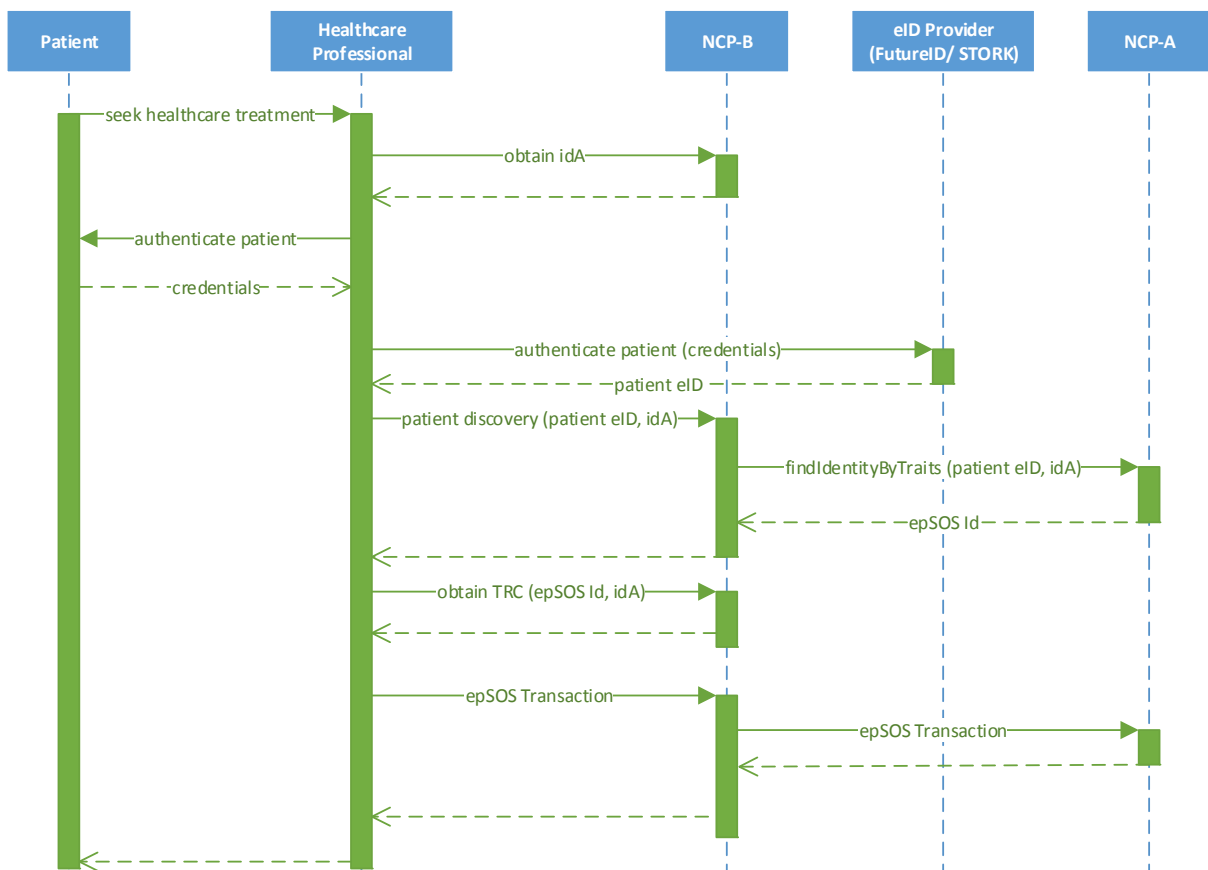 Patient
Healthcare
Professional
NCP-B
eID Provider
(FutureID/ STORK)
NCP-A
seek healthcare treatment
obtain idA
authenticate patient
credentials
authenticate patient (credentials)
patient eID
patient discovery (patient eID, idA)
findIdentityByTraits (patient eID, idA)
epSOS Id
obtain TRC (epSOS Id, idA)
epSOS Transaction
epSOS Transaction